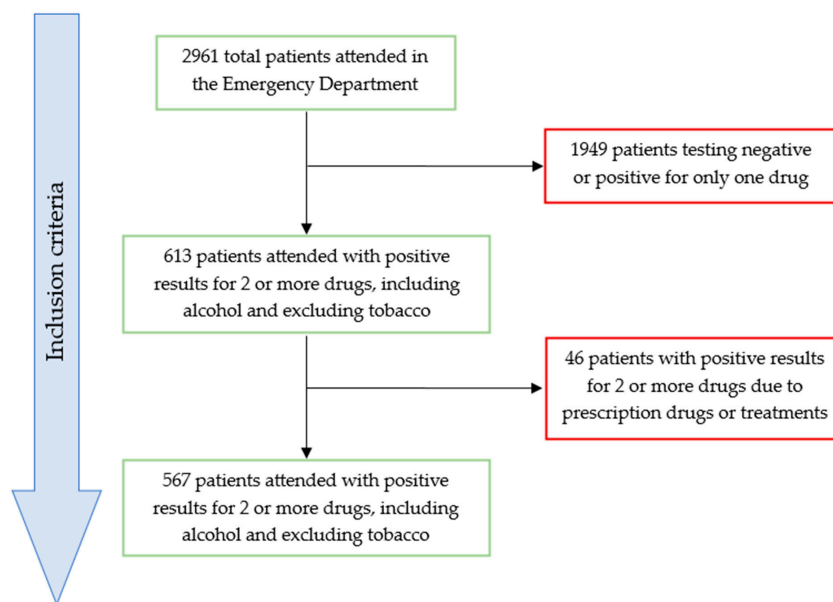 2961 total patients attended in
the Emergency Department
1949 patients testing negative
or positive for only one drug
Inclusion criteria
613 patients attended with positive
results for 2 or more drugs, including
alcohol and excluding tobacco
46 patients with positive results
for 2 or more drugs due to
prescription drugs or treatments
567 patients attended with positive
results for 2 or more drugs, including
alcohol and excluding tobacco